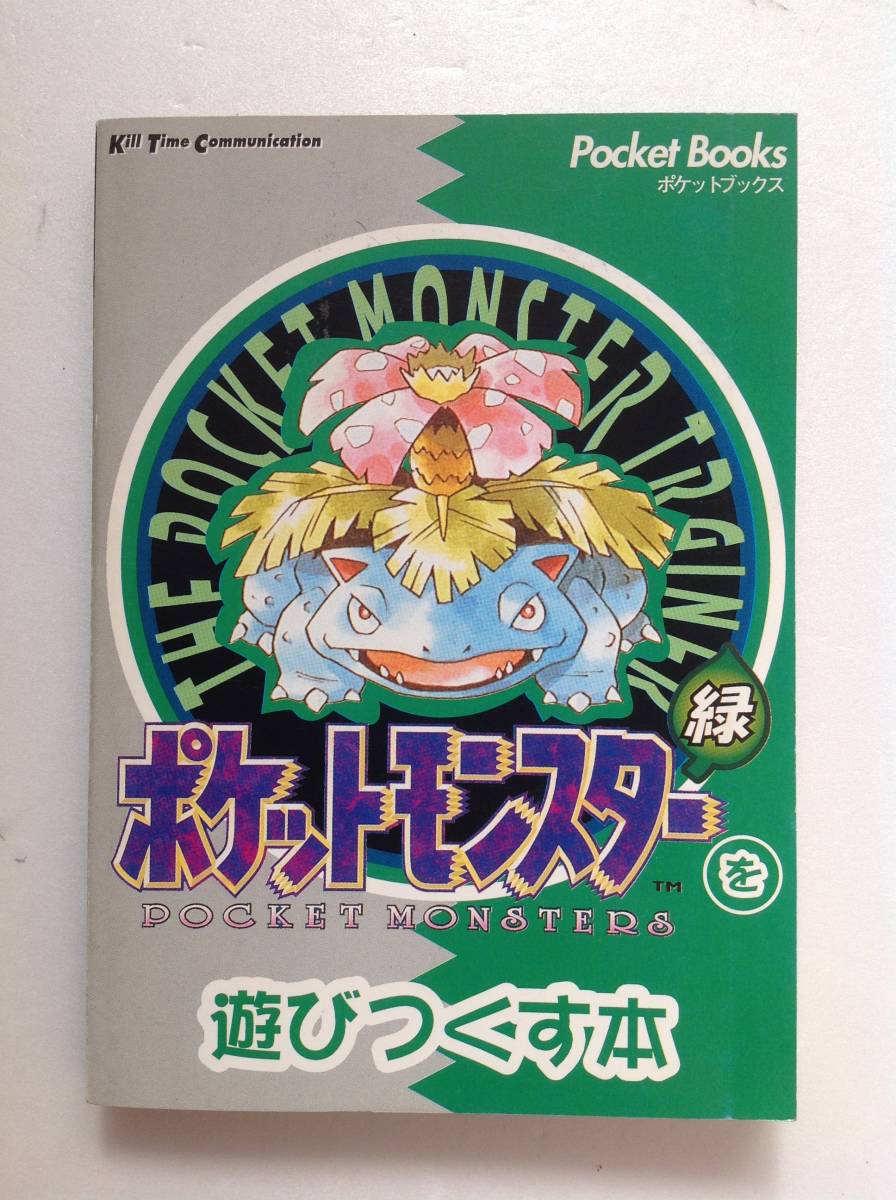 Kill Time Communication
Pocket Books
ポケットブックス
THE POCKET MONSTER TRAINER
緑
ポケットモンスター
を
TM
POCKET MONSTERS
遊びつくす本